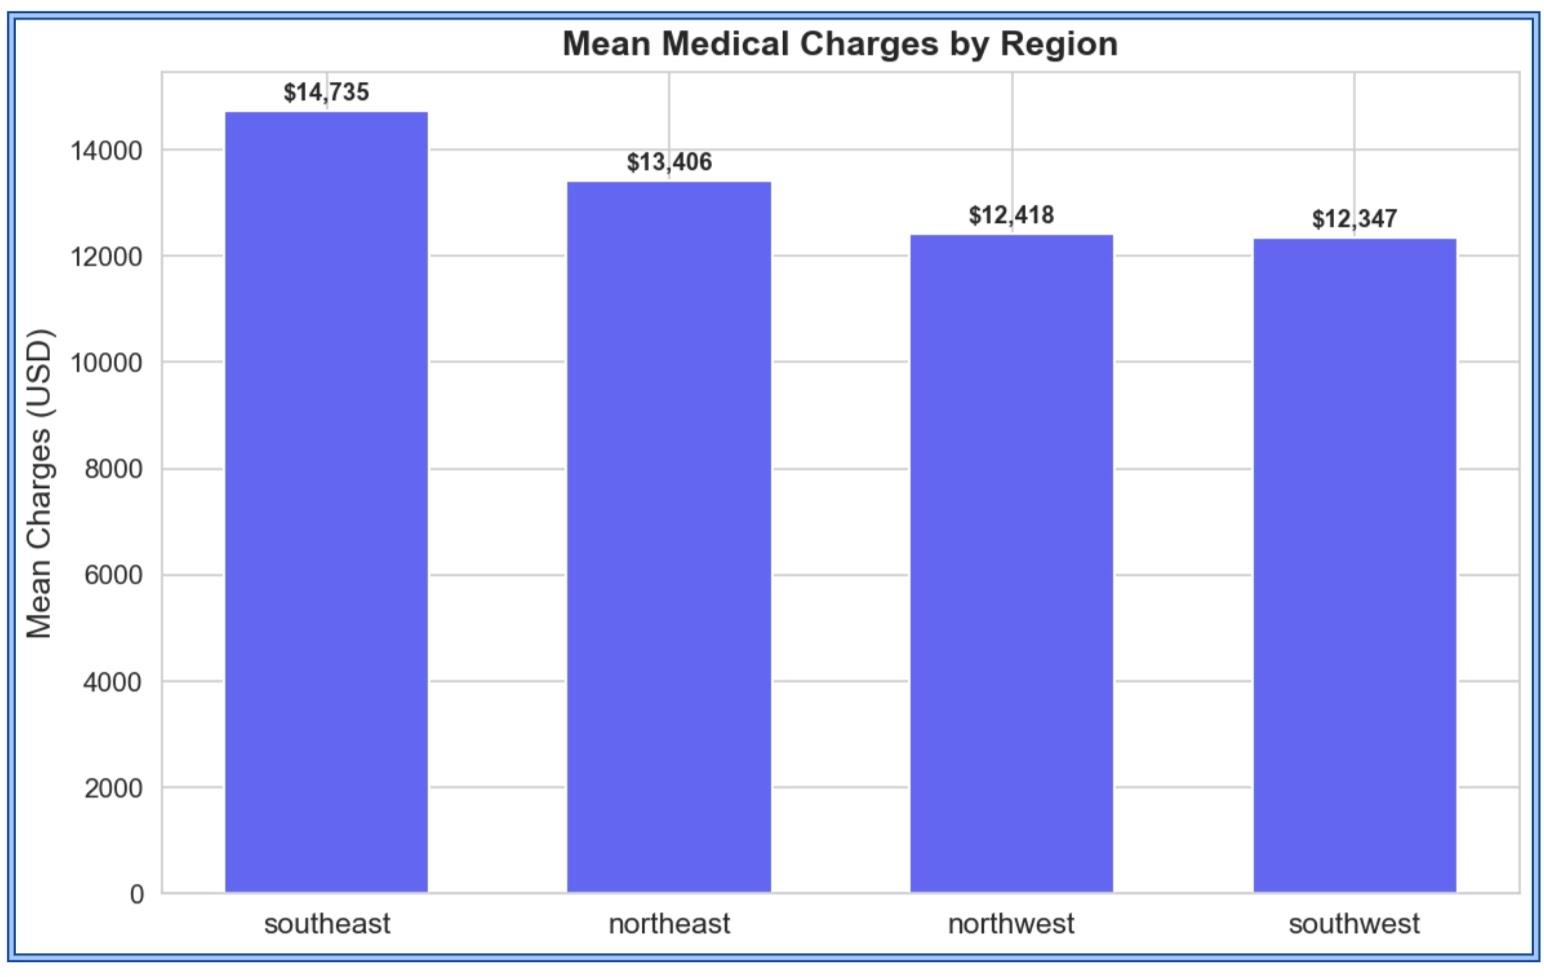 Mean Medical Charges by Region
Mean Charges (USD)
14000
12000
10000
8000
6000
4000
2000
0
$14,735
$13,406
$12,418
$12,347
southeast
northeast
northwest
southwest